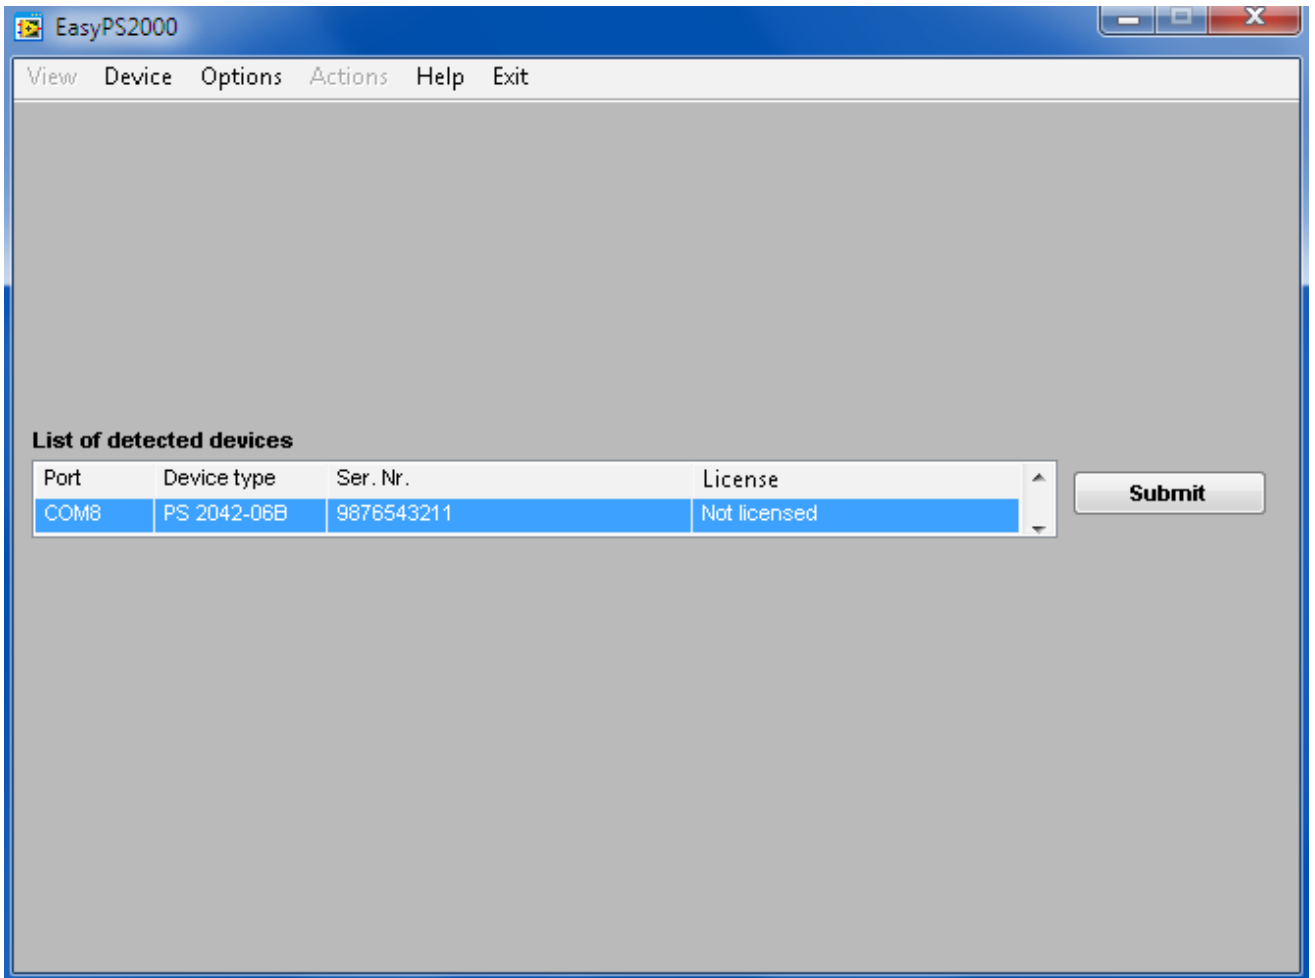 EasyPS2000
View Device Options Actions Help Exit
List of detected devices
Port Device type Ser. Nr. License
Submit
COM8 PS 2042-06B 9876543211 Not licensed